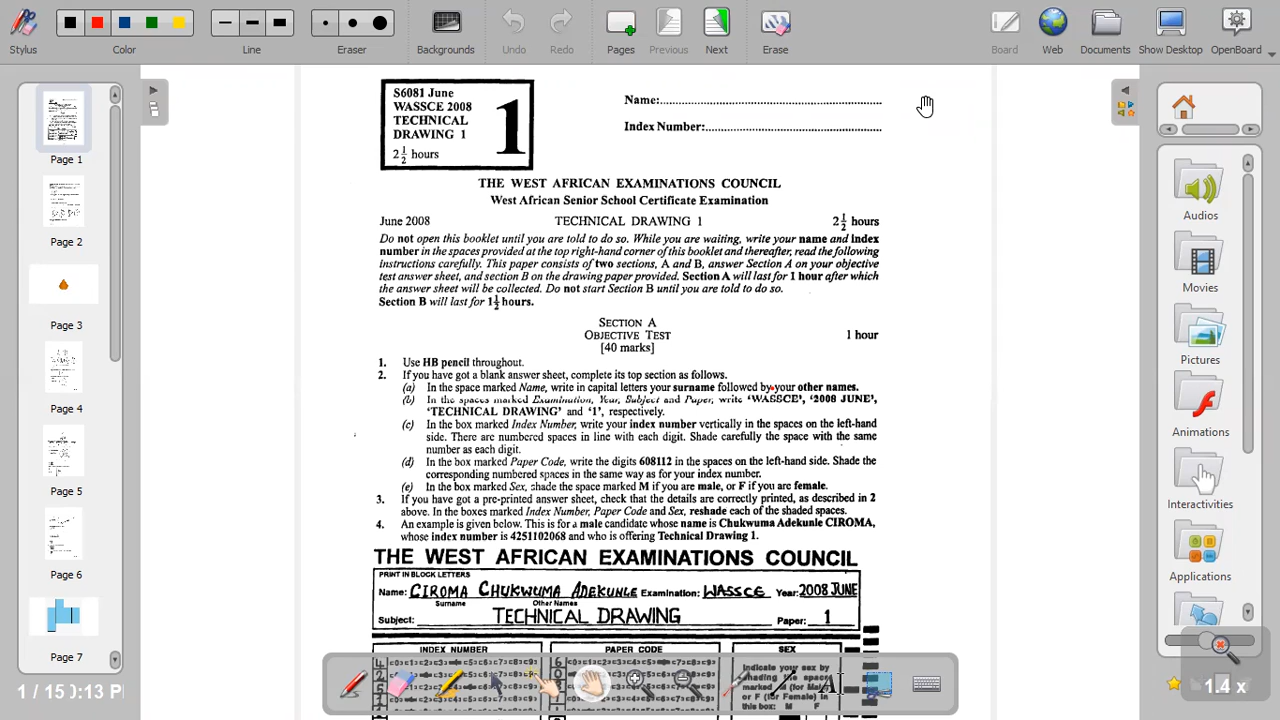 Stylus
Color
Line
Eraser
Backgrounds
Undo
Redo
Pages
Previous
Next
Erase
Board
Web
Documents
Show Desktop
OpenBoard
Page 1
Page 2
Page 3
Page 4
Page 5
Page 6
Page 7
1 / 15
Audios
Movies
Pictures
Animations
Interactivities
Applications
1.4 x
S6081 June
WASSCE 2008
TECHNICAL
DRAWING 1
2½ hours
1
Name:
Index Number:
THE WEST AFRICAN EXAMINATIONS COUNCIL
West African Senior School Certificate Examination
June 2008 TECHNICAL DRAWING 1 2½ hours
Do not open this booklet until you are told to do so. While you are waiting, write your name and index
number in the spaces provided at the top right-hand corner of this booklet and thereafter, read the following
instructions carefully. This paper consists of two sections, A and B, answer Section A on your objective
test answer sheet, and section B on the drawing paper provided. Section A will last for 1 hour after which
the answer sheet will be collected. Do not start Section B until you are told to do so.
Section B will last for 1½ hours.
SECTION A
OBJECTIVE TEST 1 hour
[40 marks]
1. Use HB pencil throughout.
2. If you have got a blank answer sheet, complete its top section as follows.
(a) In the space marked Name, write in capital letters your surname followed by your other names.
(b) In the spaces marked Examination, Year, Subject and Paper, write 'WASSCE', '2008 JUNE',
'TECHNICAL DRAWING' and '1', respectively.
(c) In the box marked Index Number, write your index number vertically in the spaces on the left-hand
side. There are numbered spaces in line with each digit. Shade carefully the space with the same
number as each digit.
(d) In the box marked Paper Code, write the digits 608112 in the spaces on the left-hand side. Shade the
corresponding numbered spaces in the same way as for your index number.
(e) In the box marked Sex, shade the space marked M if you are male, or F if you are female.
3. If you have got a pre-printed answer sheet, check that the details are correctly printed, as described in 2
above. In the boxes marked Index Number, Paper Code and Sex, reshade each of the shaded spaces.
4. An example is given below. This is for a male candidate whose name is Chukwuma Adekunle CIROMA,
whose index number is 4251102068 and who is offering Technical Drawing 1.
THE WEST AFRICAN EXAMINATIONS COUNCIL
PRINT IN BLOCK LETTERS
Name: CIROMA CHUKWUMA ADEKUNLE Examination: WASSCE Year: 2008 JUNE
Surname Other Names
Subject: TECHNICAL DRAWING Paper: 1
INDEX NUMBER PAPER CODE SEX
Indicate your sex by
shading the space
marked M (for Male)
or F (for Female) in
this box: M F